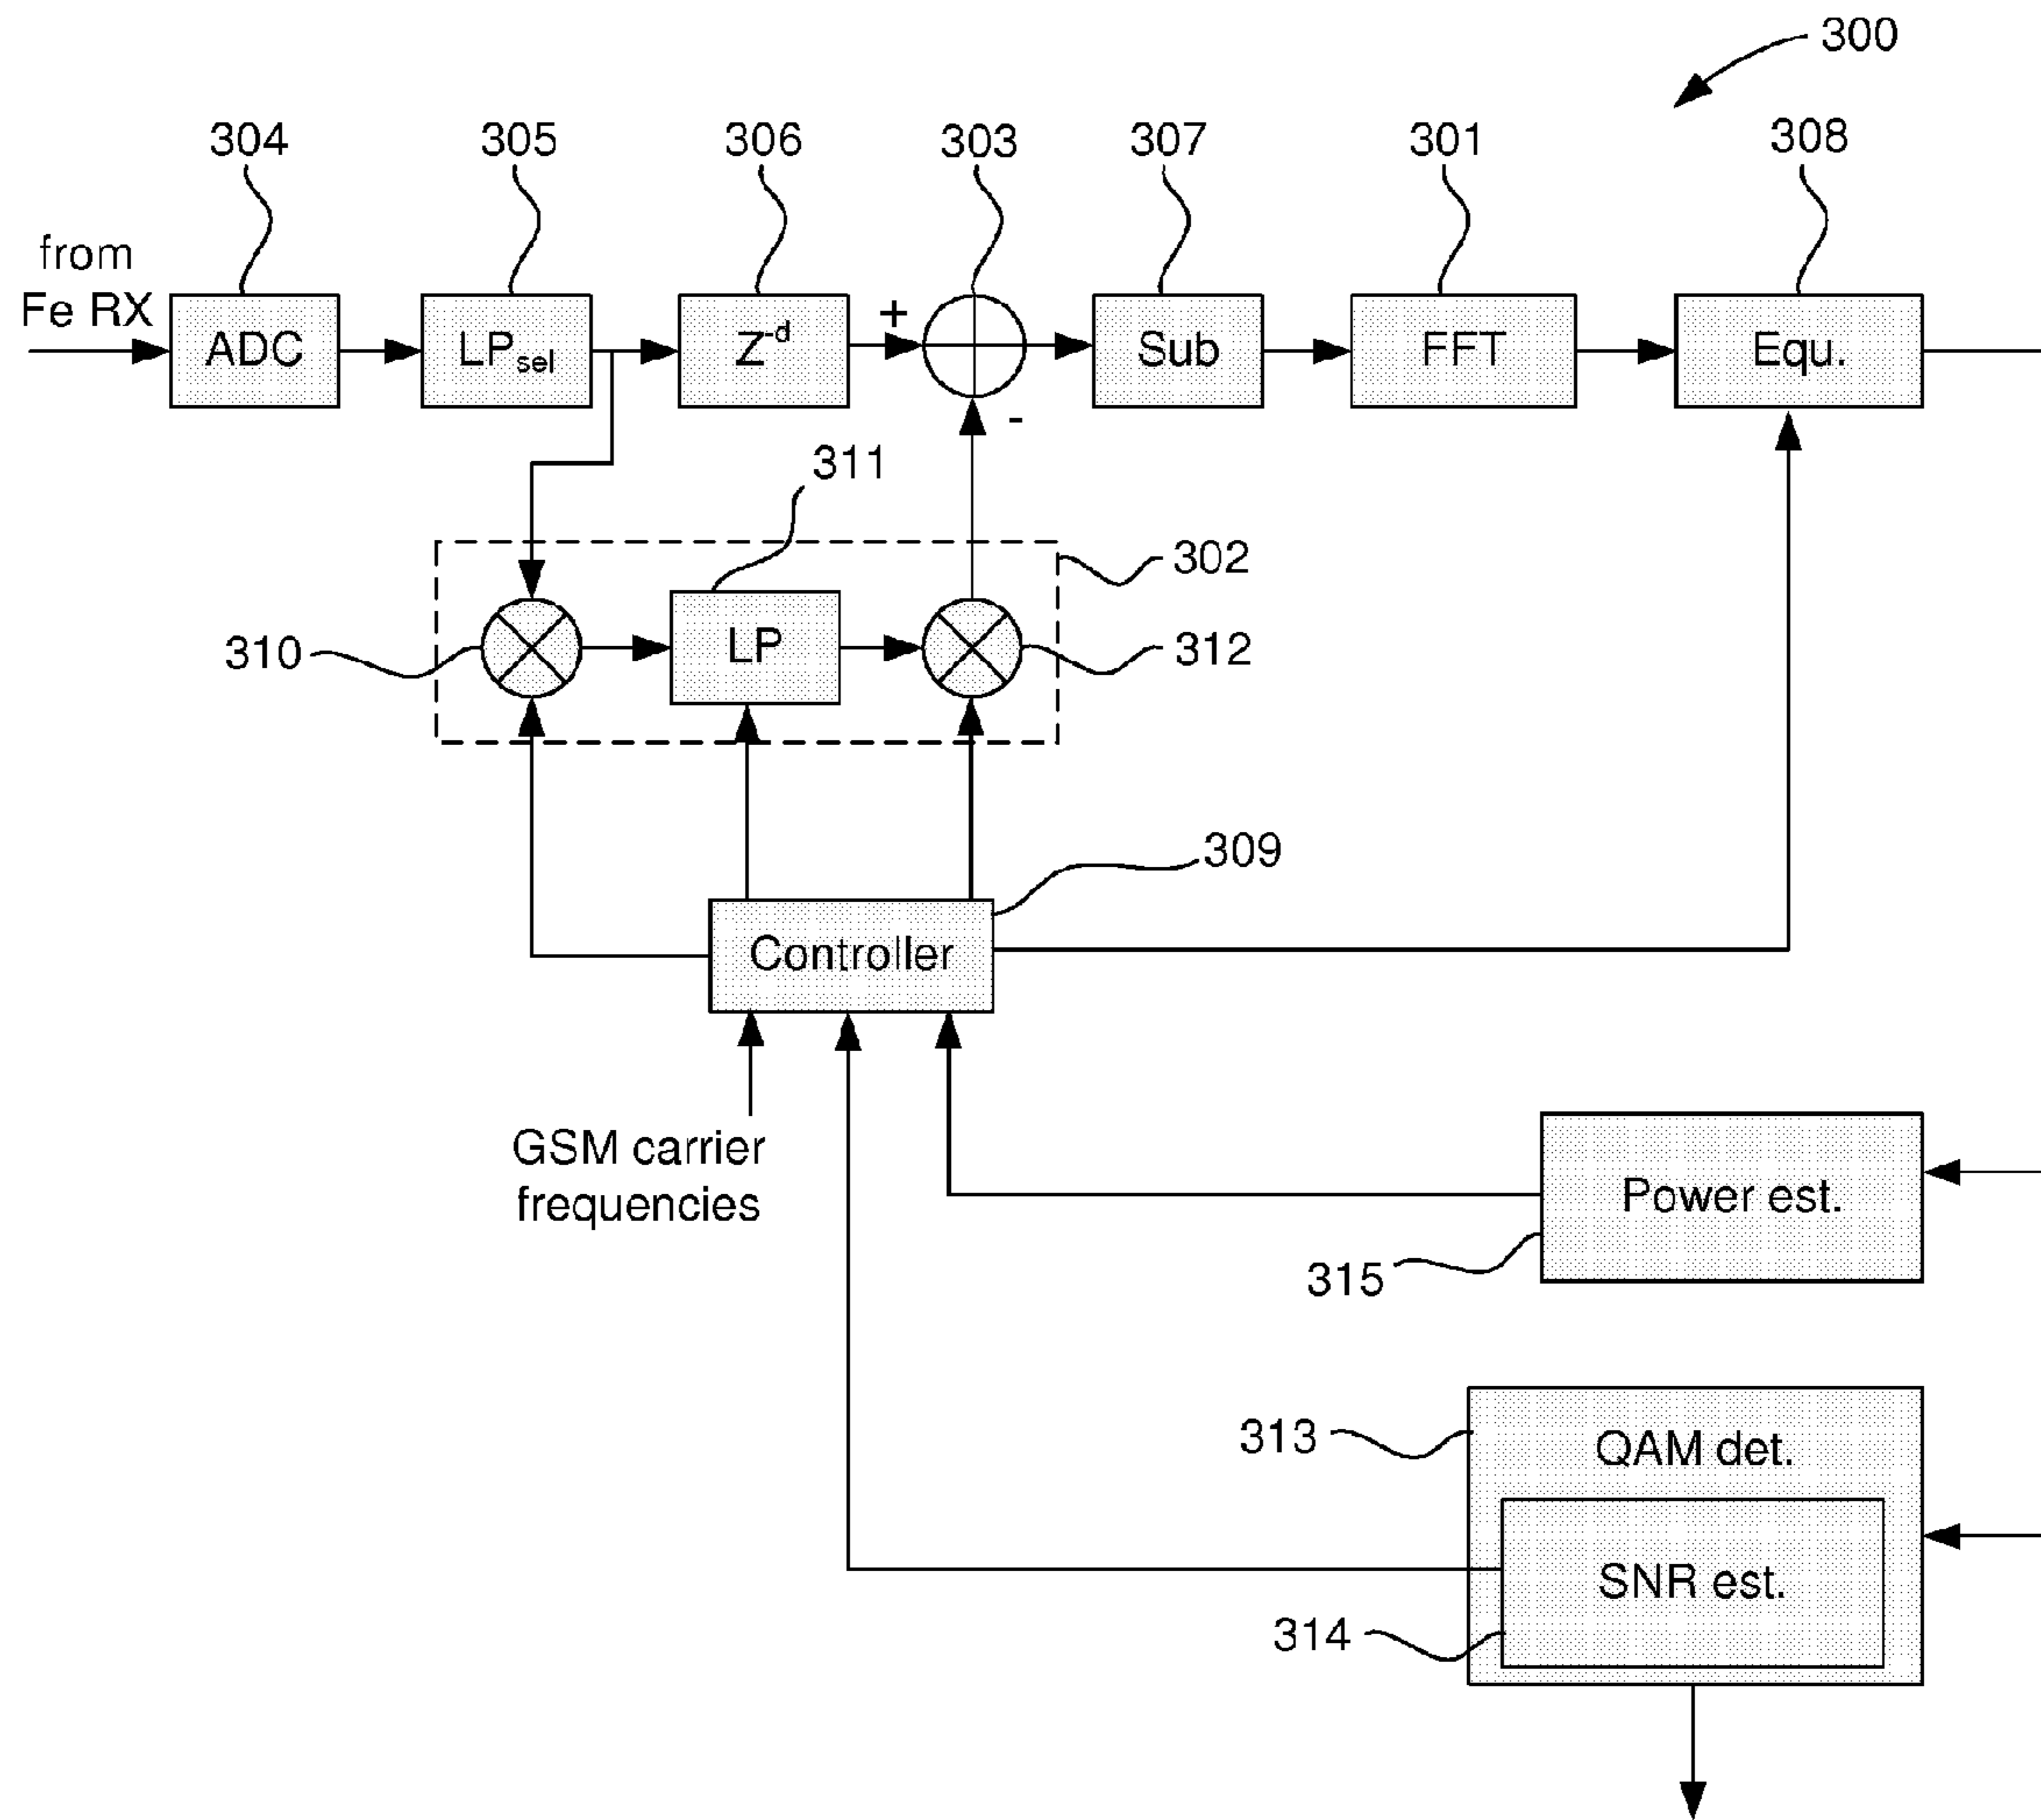 300
304 305 306 303 307 301 308
from
Fe RX
ADC LPsel Z-d + Sub FFT Equ.
-
311
302
310 LP 312
309
Controller
GSM carrier
frequencies
Power est.
315
313 QAM det.
SNR est.
314